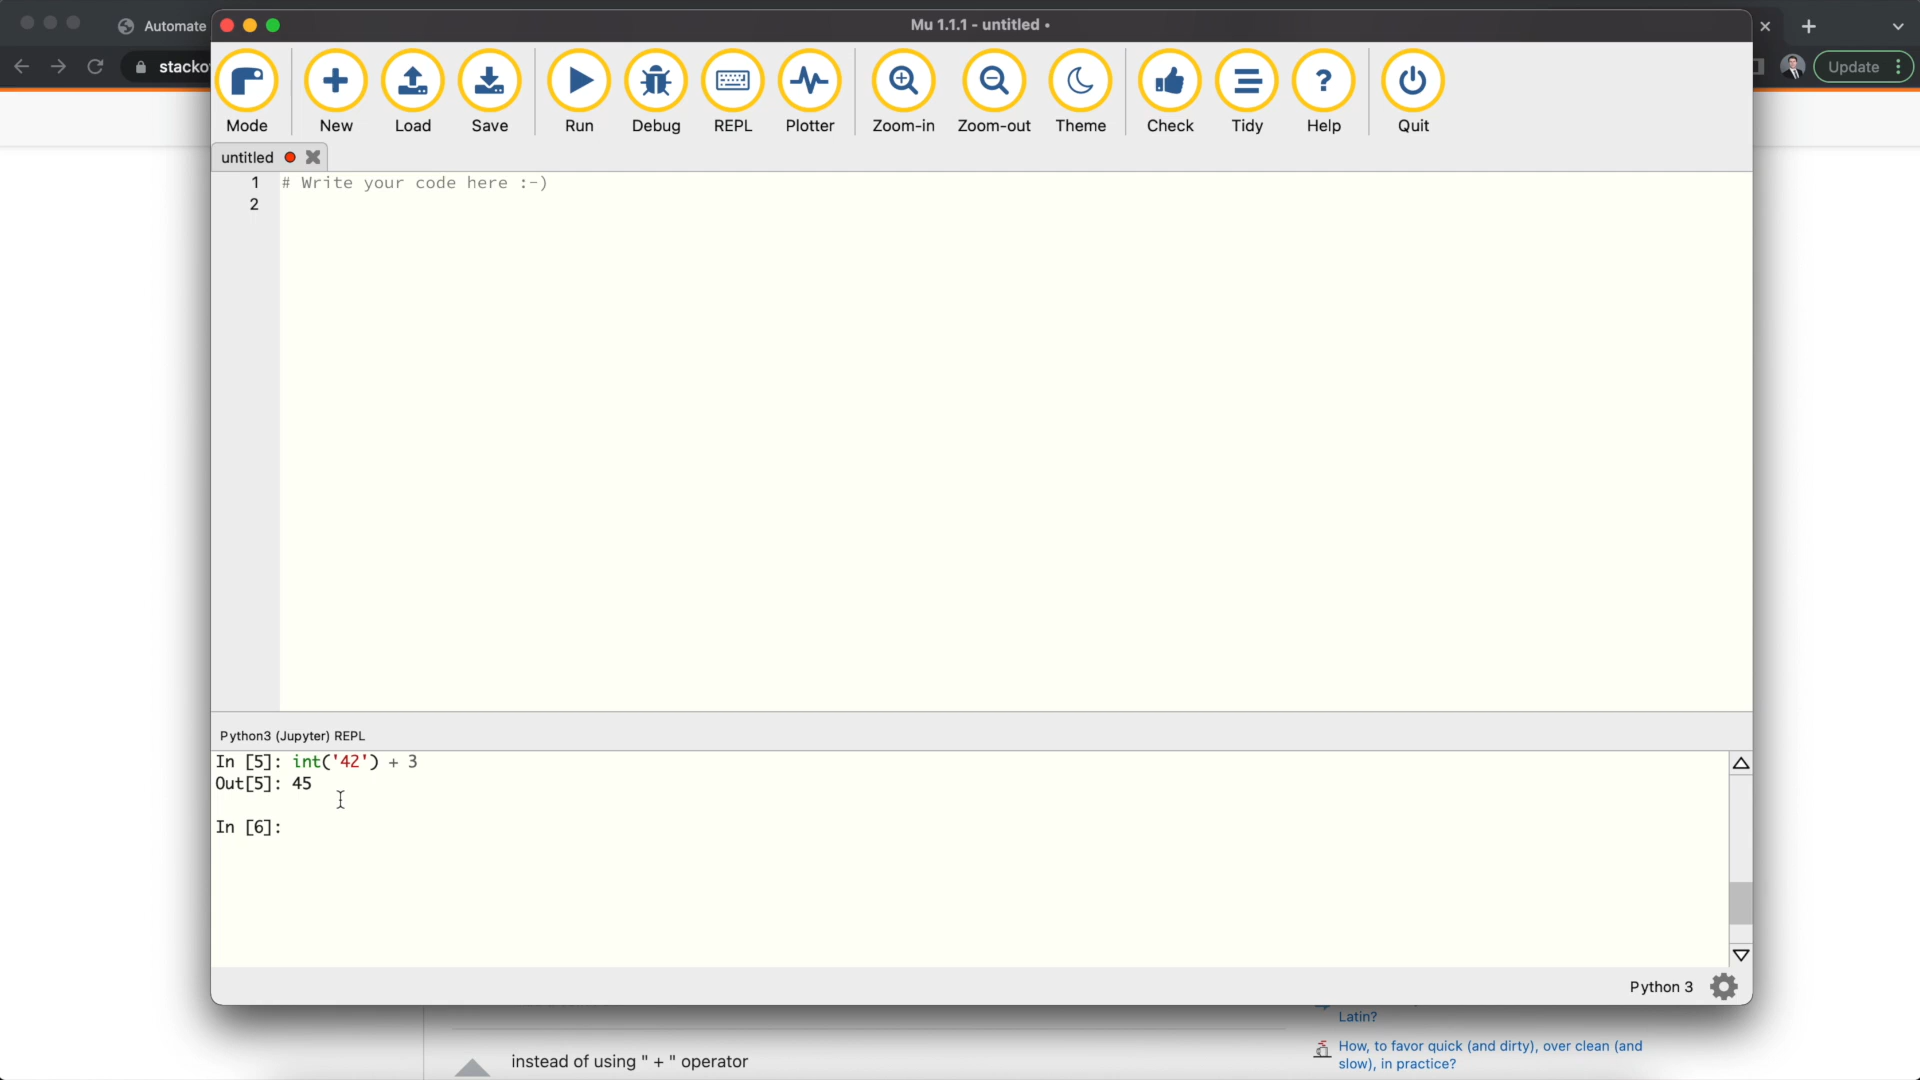 Automate
Mu 1.1.1 - untitled •
stacko
Update
Mode
New
Load
Save
Run
Debug
REPL
Plotter
Zoom-in
Zoom-out
Theme
Check
Tidy
Help
Quit
untitled
1 # Write your code here :-)
2
Python3 (Jupyter) REPL
In [5]: int('42') + 3
Out[5]: 45
In [6]:
Python 3
Latin?
instead of using " + " operator
How, to favor quick (and dirty), over clean (and
slow), in practice?